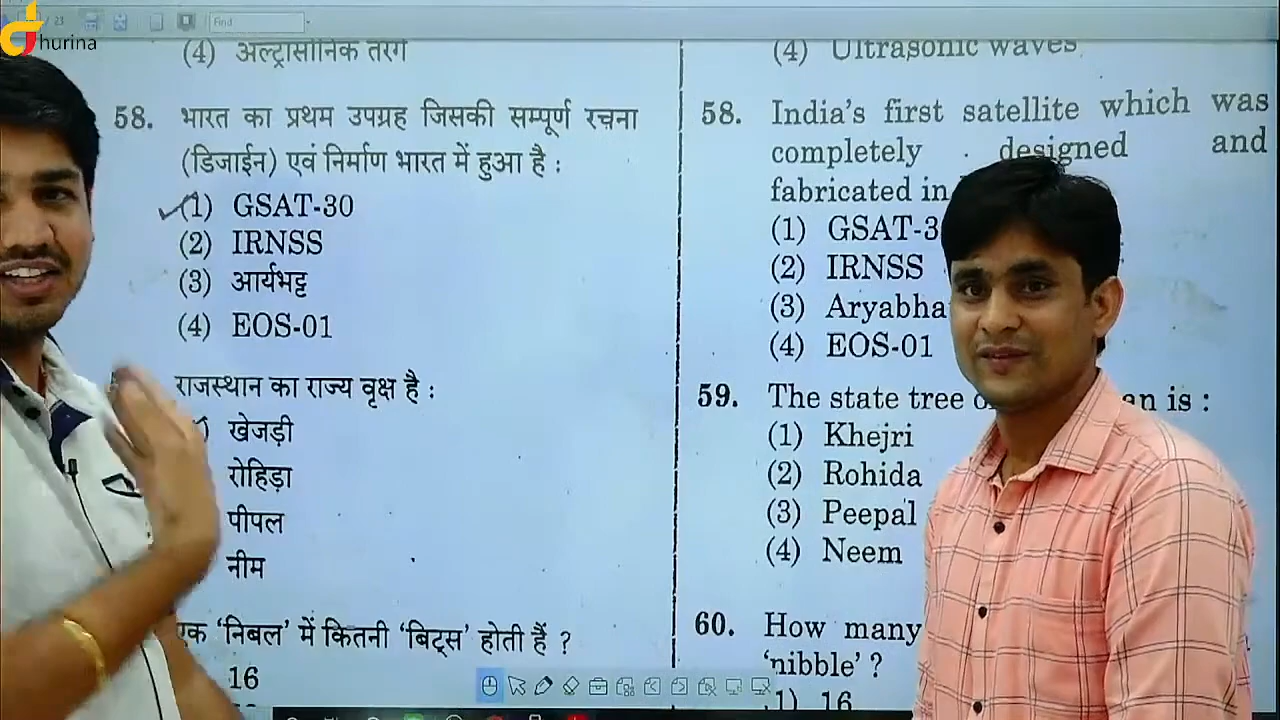 hurina
/ 23
Find
(4) अल्ट्रासोनिक तरंगें
58. भारत का प्रथम उपग्रह जिसकी सम्पूर्ण रचना
(डिजाईन) एवं निर्माण भारत में हुआ है :
(1) GSAT-30
(2) IRNSS
(3) आर्यभट्ट
(4) EOS-01
राजस्थान का राज्य वृक्ष है :
खेजड़ी
रोहिड़ा
पीपल
नीम
एक ‘निबल’ में कितनी ‘बिट्स’ होती हैं ?
16
(4) Ultrasonic waves
58. India's first satellite which was
completely designed and
fabricated in
(1) GSAT-3
(2) IRNSS
(3) Aryabha
(4) EOS-01
59. The state tree o an is :
(1) Khejri
(2) Rohida
(3) Peepal
(4) Neem
60. How many
‘nibble’ ?
1) 16